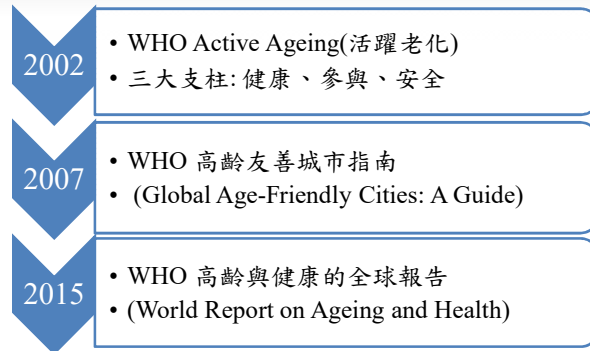 2002
• WHO Active Ageing(活躍老化)
• 三大支柱: 健康、參與、安全
2007
• WHO 高齡友善城市指南
• (Global Age-Friendly Cities: A Guide)
2015
• WHO 高齡與健康的全球報告
• (World Report on Ageing and Health)